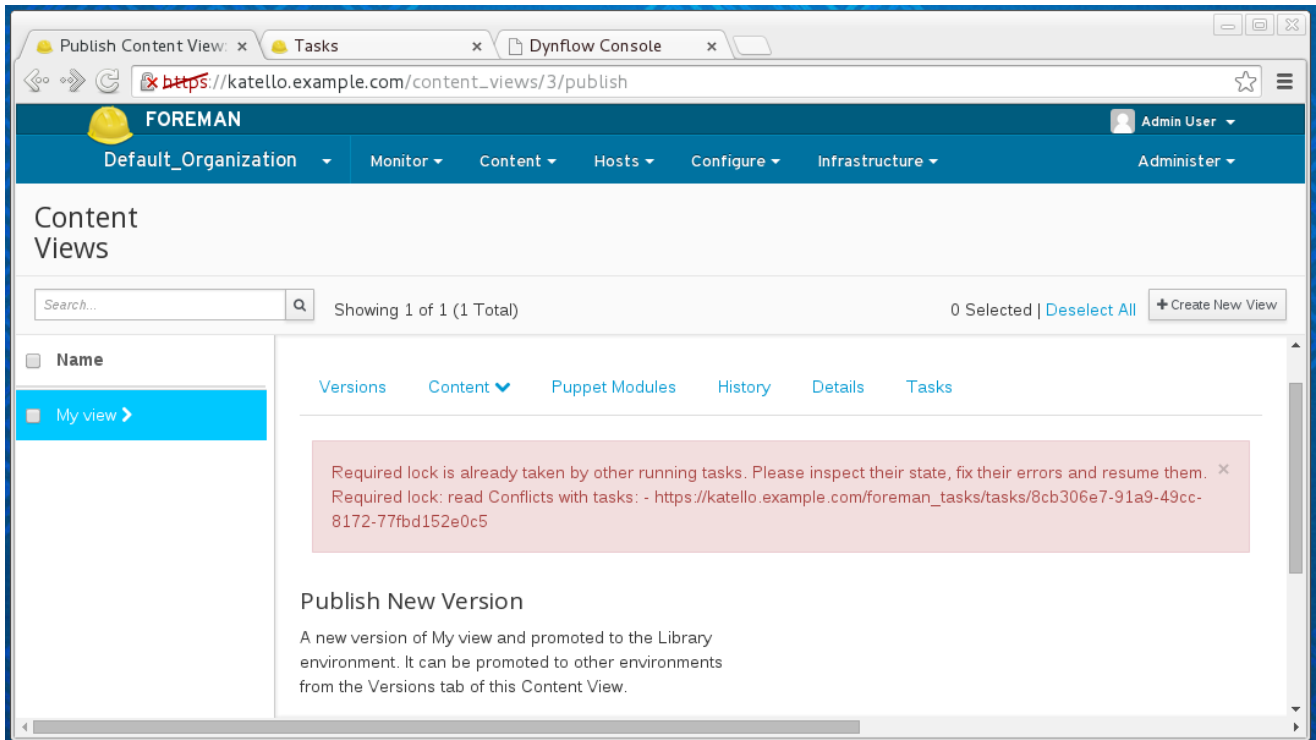 Publish Content View: Tasks Dynflow Console
https://katello.example.com/content_views/3/publish
FOREMAN Admin User
Default_Organization Monitor Content Hosts Configure Infrastructure Administer
Content
Views
Search... Showing 1 of 1 (1 Total) 0 Selected | Deselect All +Create New View
Name
Versions Content Puppet Modules History Details Tasks
My view
Required lock is already taken by other running tasks. Please inspect their state, fix their errors and resume them. ×
Required lock: read Conflicts with tasks: - https://katello.example.com/foreman_tasks/tasks/8cb306e7-91a9-49cc-
8172-77fbd152e0c5
Publish New Version
A new version of My view and promoted to the Library
environment. It can be promoted to other environments
from the Versions tab of this Content View.